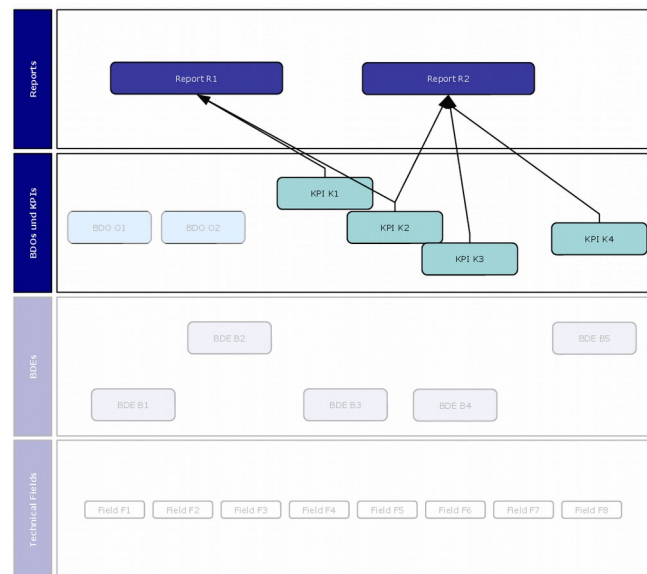 Reports
Report R1
Report R2
BDOs und KPIs
KPI K1
BDO O1
BDO O2
KPI K2
KPI K4
KPI K3
BDEs
BDE B2
BDE B5
BDE B1
BDE B3
BDE B4
Technical Fields
Field F1
Field F2
Field F3
Field F4
Field F5
Field F6
Field F7
Field F8